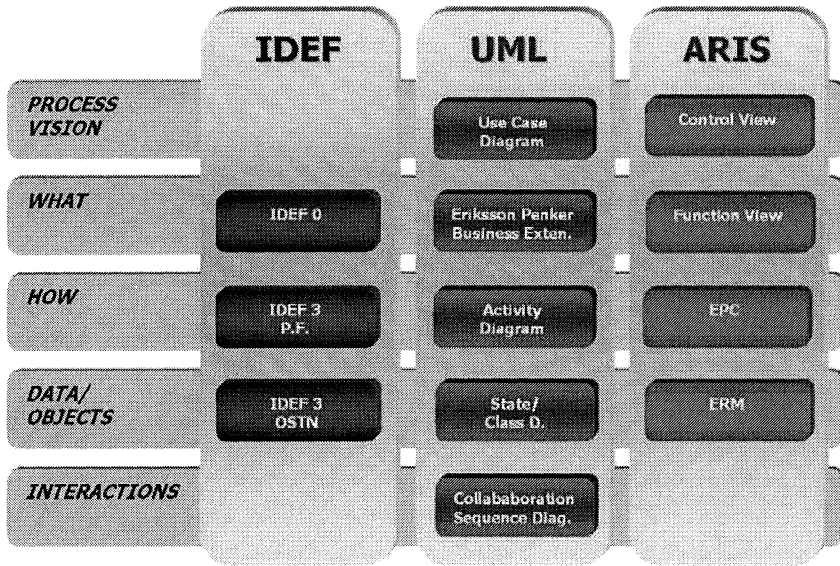 IDEF UML ARIS
PROCESS
VISION
Use Case
Diagram
Control View
WHAT
IDEF 0
Eriksson Penker
Business Exten.
Function View
HOW
IDEF 3
P.F.
Activity
Diagram
EPC
DATA/
OBJECTS
IDEF 3
OSTN
State/
Class D.
ERM
INTERACTIONS
Collababoration
Sequence Diag.